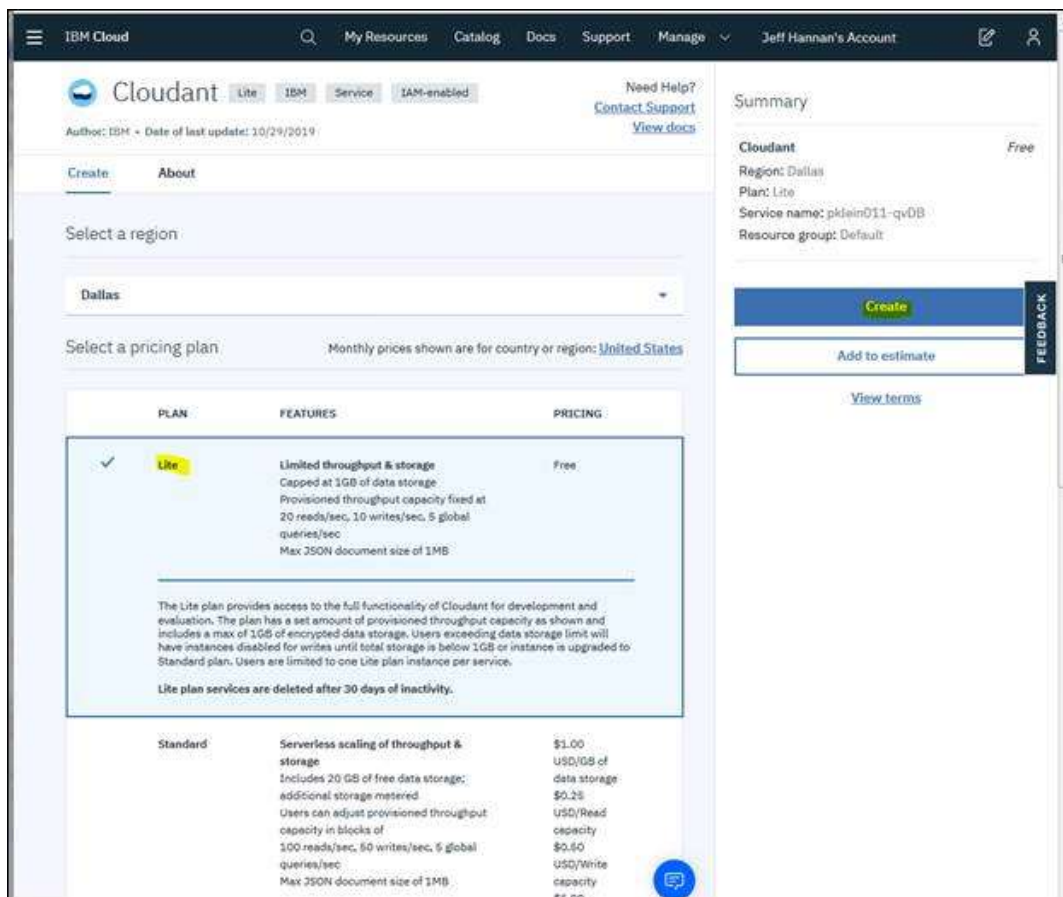 IBM Cloud
My Resources
Catalog
Docs
Support
Manage
Jeff Hannan's Account
Cloudant
Lite
IBM
Service
IAM-enabled
Need Help?
Contact Support
View docs
Author: IBM • Date of last update: 10/29/2019
Create
About
Select a region
Dallas
Select a pricing plan
Monthly prices shown are for country or region: United States
PLAN
FEATURES
PRICING
Lite
Limited throughput & storage
Free
Capped at 1GB of data storage
Provisioned throughput capacity fixed at
20 reads/sec, 10 writes/sec, 5 global
queries/sec
Max JSON document size of 1MB
The Lite plan provides access to the full functionality of Cloudant for development and
evaluation. The plan has a set amount of provisioned throughput capacity as shown and
includes a max of 1GB of encrypted data storage. Users exceeding data storage limit will
have instances disabled for writes until total storage is below 1GB or instance is upgraded to
Standard plan. Users are limited to one Lite plan instance per service.
Lite plan services are deleted after 30 days of inactivity.
Standard
Serverless scaling of throughput &
storage
Includes 20 GB of free data storage;
additional storage metered
Users can adjust provisioned throughput
capacity in blocks of
100 reads/sec, 50 writes/sec, 5 global
queries/sec
Max JSON document size of 1MB
$1.00
USD/GB of
data storage
$0.25
USD/Read
capacity
$0.50
USD/Write
capacity
Summary
Cloudant
Free
Region: Dallas
Plan: Lite
Service name: pklein011-qvDB
Resource group: Default
Create
Add to estimate
View terms
FEEDBACK